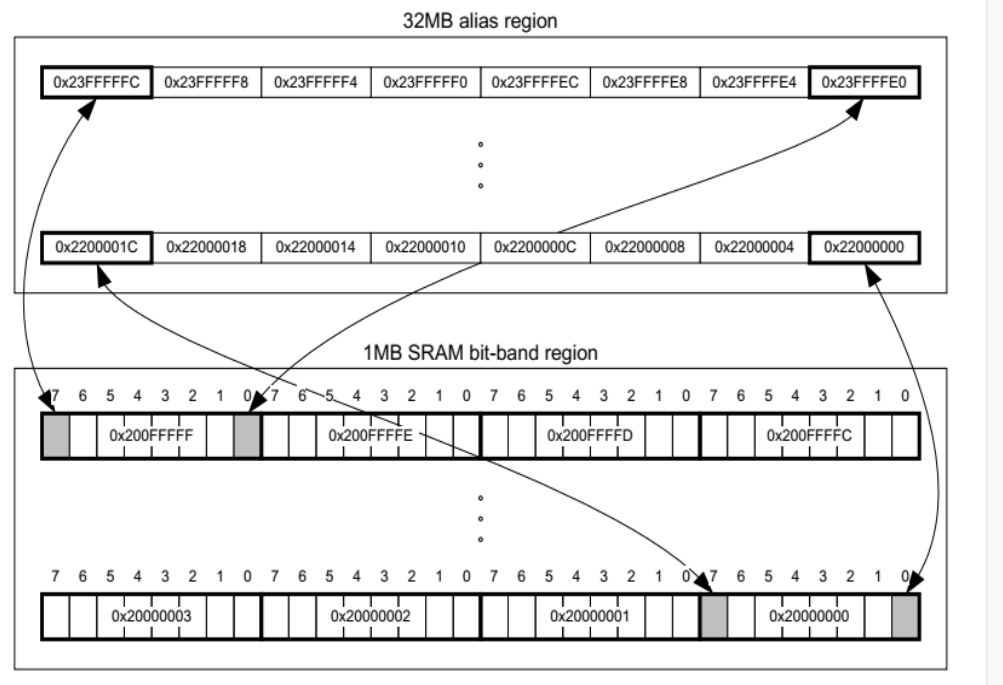 32MB alias region
0x23FFFFFC 0x23FFFFF8 0x23FFFFF4 0x23FFFFF0 0x23FFFFEC 0x23FFFFE8 0x23FFFFE4 0x23FFFFE0
0x2200001C 0x22000018 0x22000014 0x22000010 0x2200000C 0x22000008 0x22000004 0x22000000
1MB SRAM bit-band region
7 6 5 4 3 2 1 0 7 6 5 4 3 2 1 0 7 6 5 4 3 2 1 0 7 6 5 4 3 2 1 0
0x200FFFFF 0x200FFFFE 0x200FFFFD 0x200FFFFC
7 6 5 4 3 2 1 0 7 6 5 4 3 2 1 0 7 6 5 4 3 2 1 0 7 6 5 4 3 2 1 0
0x20000003 0x20000002 0x20000001 0x20000000